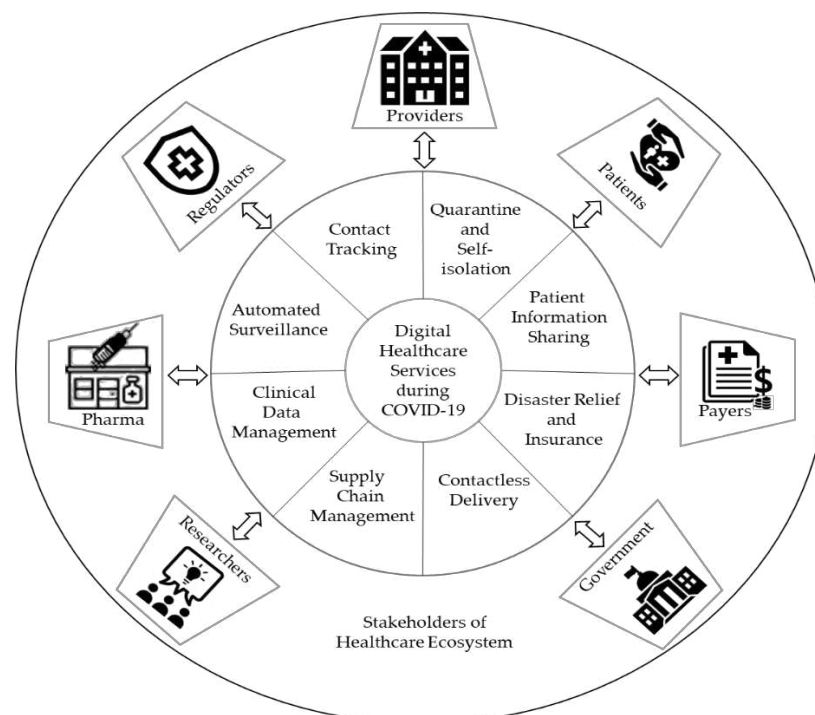 Providers
Regulators
Patients
Contact
Tracking
Quarantine
and
Self-
isolation
Automated
Surveillance
Patient
Information
Sharing
Digital
Healthcare
Services
during
COVID-19
Pharma
Payers
$
Clinical
Data
Management
Disaster Relief
and
Insurance
Supply
Chain
Management
Contactless
Delivery
Researchers
Government
Stakeholders of
Healthcare Ecosystem